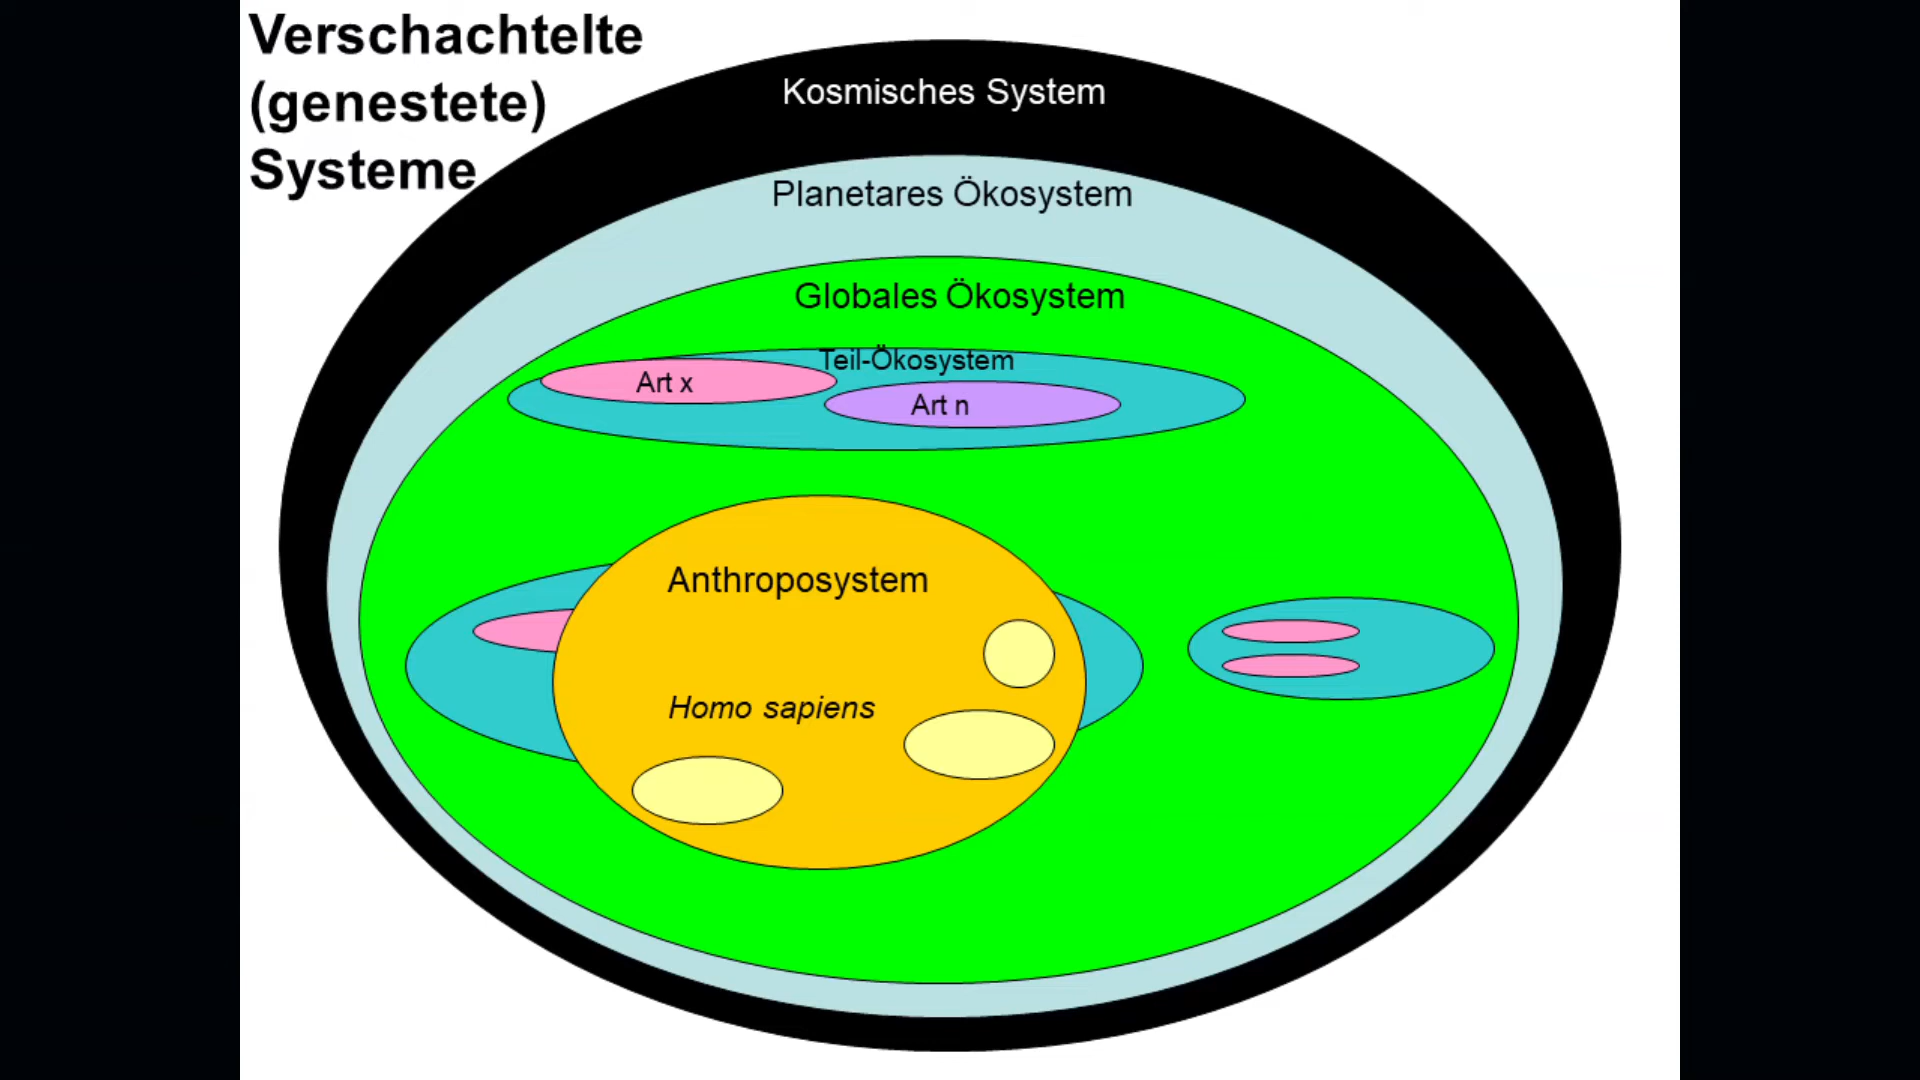 Verschachtelte
(genestete)
Systeme
Kosmisches System
Planetares Ökosystem
Globales Ökosystem
Teil-Ökosystem
Art x
Art n
Anthroposystem
Homo sapiens